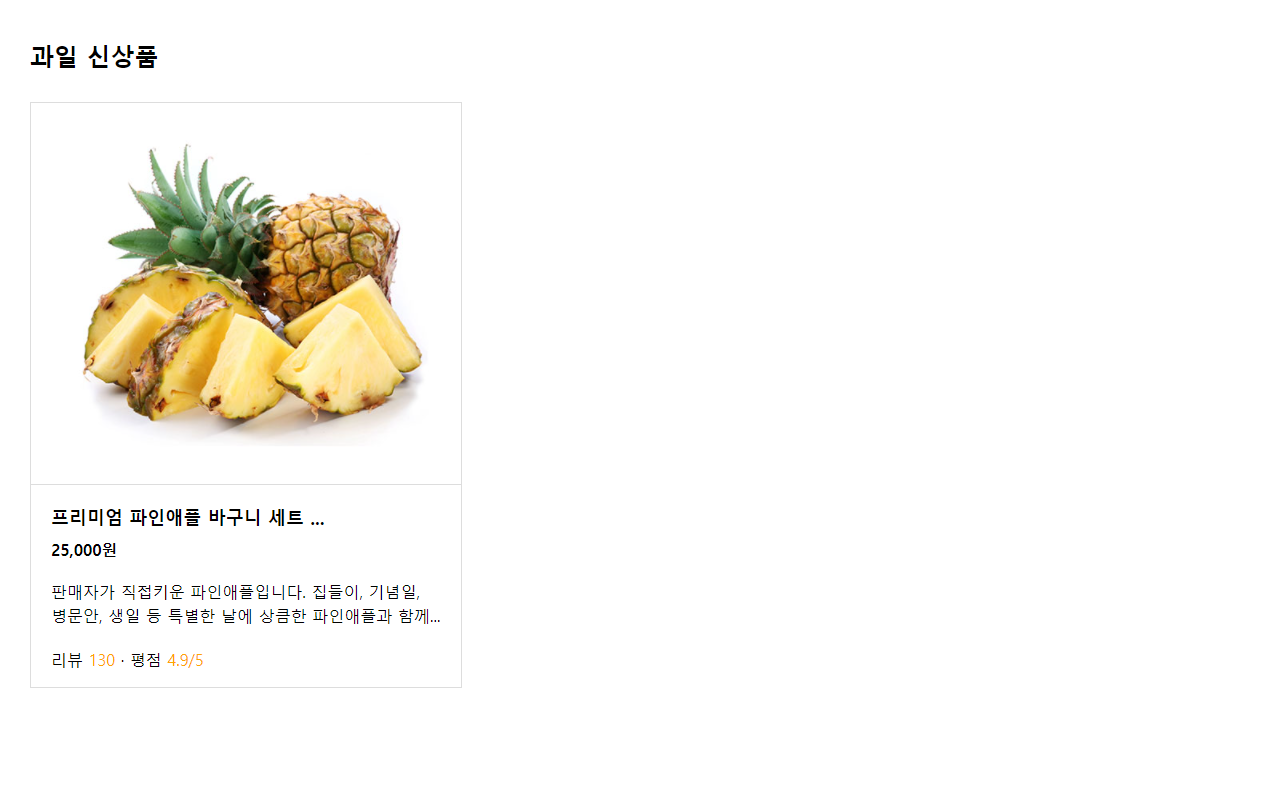 과일 신상품
프리미엄 파인애플 바구니 세트 ...
25,000원
판매자가 직접키운 파인애플입니다. 집들이, 기념일,
병문안, 생일 등 특별한 날에 상큼한 파인애플과 함께...
리뷰 130 · 평점 4.9/5